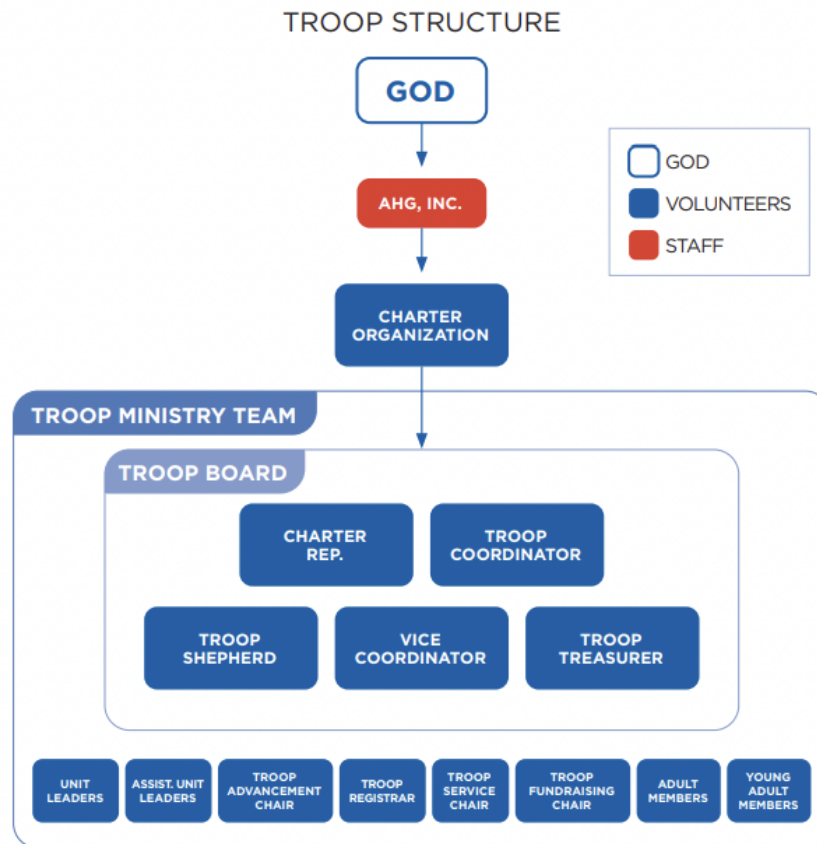 TROOP STRUCTURE
GOD
GOD
VOLUNTEERS
STAFF
AHG, INC.
CHARTER
ORGANIZATION
TROOP MINISTRY TEAM
TROOP BOARD
CHARTER
REP.
TROOP
COORDINATOR
TROOP
SHEPHERD
VICE
COORDINATOR
TROOP
TREASURER
UNIT
LEADERS
ASSIST. UNIT
LEADERS
TROOP
ADVANCEMENT
CHAIR
TROOP
REGISTRAR
TROOP
SERVICE
CHAIR
TROOP
FUNDRAISING
CHAIR
ADULT
MEMBERS
YOUNG
ADULT
MEMBERS